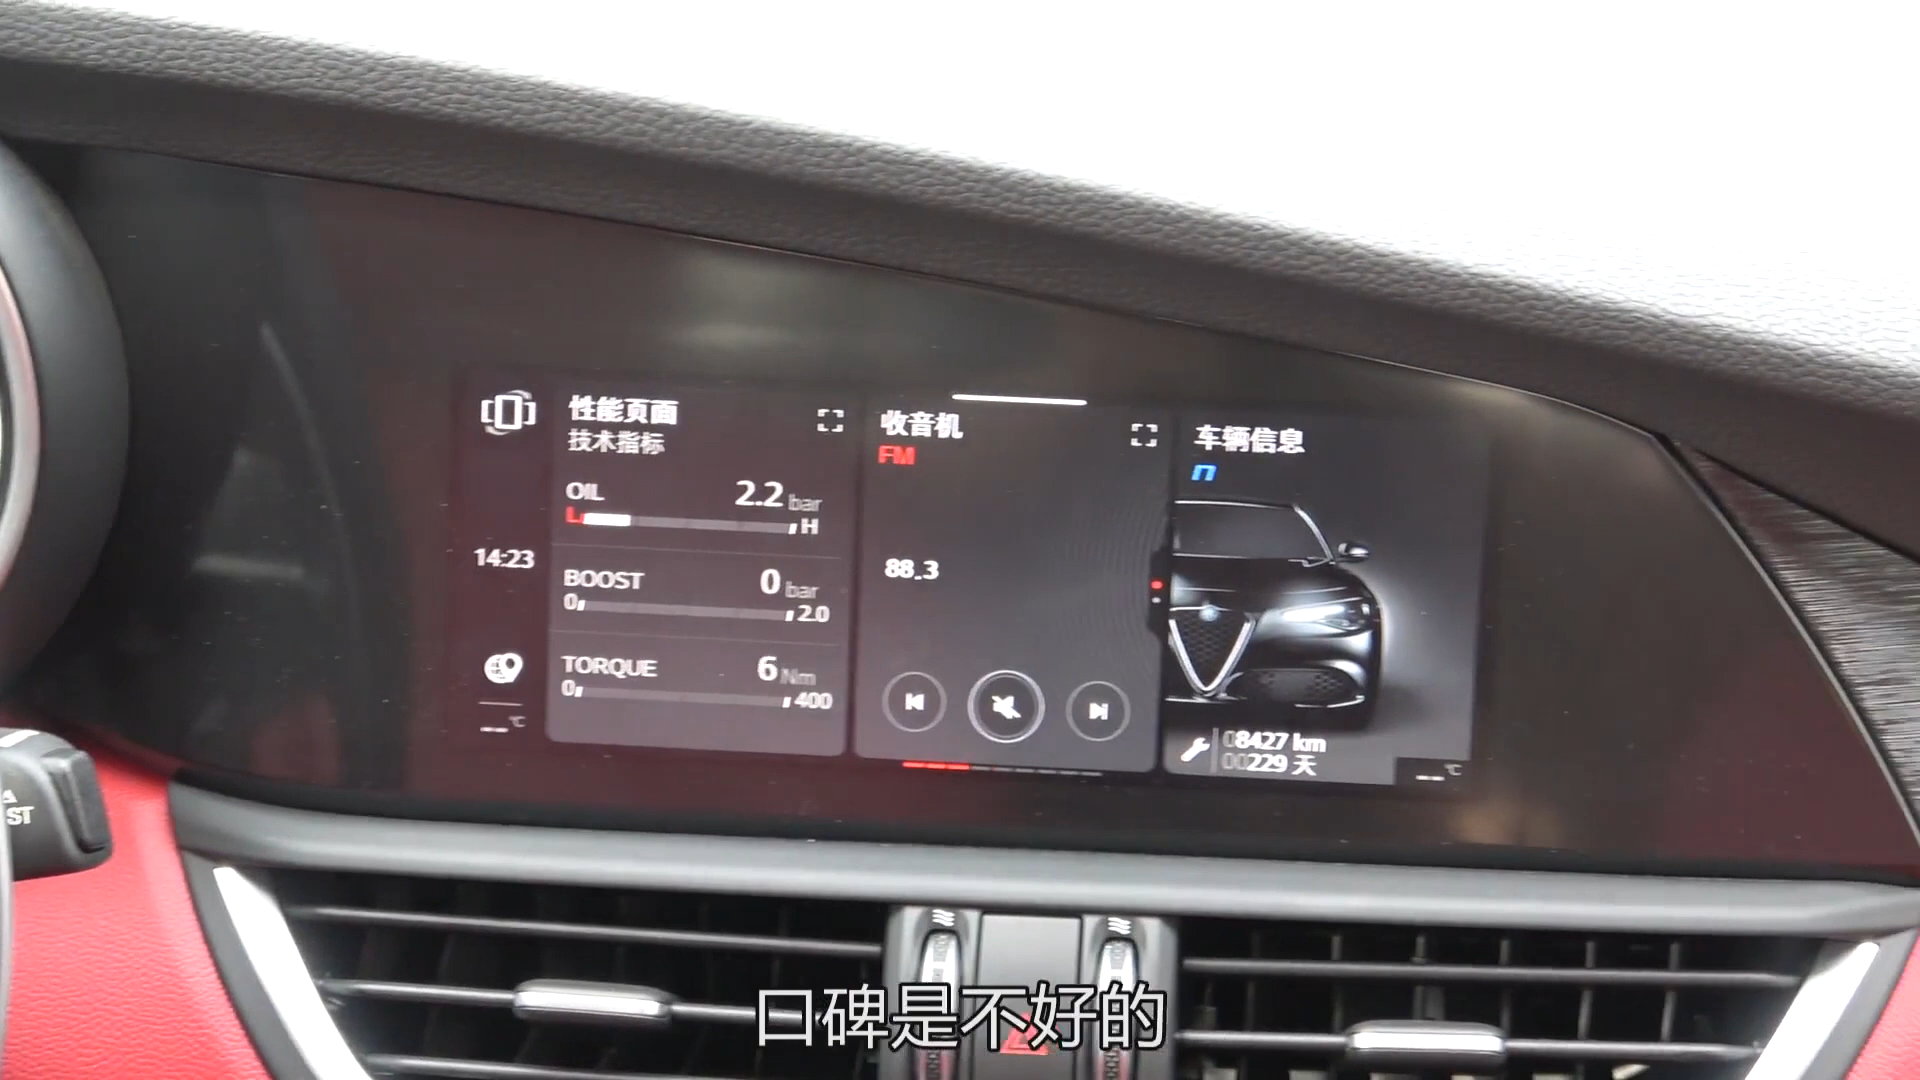 性能页面
技术指标
OIL 2.2 bar
L H
BOOST 0 bar
0 2.0
TORQUE 6 Nm
0 400
14:23
--°C
收音机
FM
88.3
车辆信息
n
08427 km
00229 天
--°C
ST
口碑是不好的